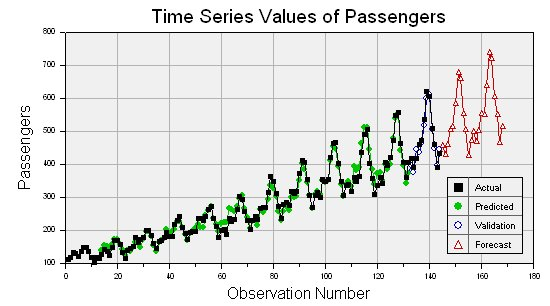 Time Series Values of Passengers
800
700
600
500
400
300
200
100
0 20 40 60 80 100 120 140 160 180
Passengers
Observation Number
Actual
Predicted
Validation
Forecast